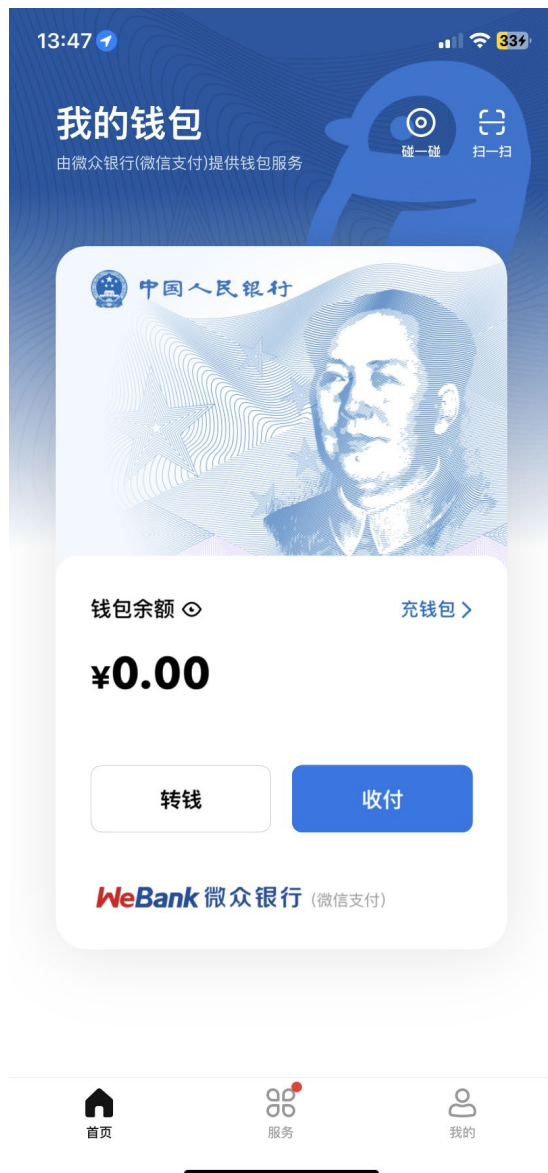 13:47
33
我的钱包
由微众银行(微信支付)提供钱包服务
碰一碰
扫一扫
中国人民银行
钱包余额
充钱包
¥0.00
转钱
收付
WeBank 微众银行 (微信支付)
首页
服务
我的